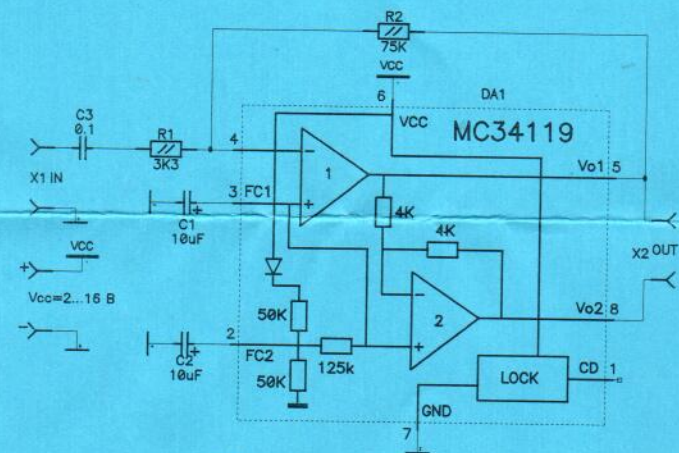 R2
75K
VCC
6
DA1
C3
0.1
R1
3K3
4
VCC
MC34119
1
Vo1 5
X1 IN
3 FC1
C1
10uF
4K
4K
X2 OUT
VCC
+
Vcc=2...16 В
50K
2
Vo2 8
2
FC2
125k
C2
10uF
50K
LOCK
CD 1
GND
7